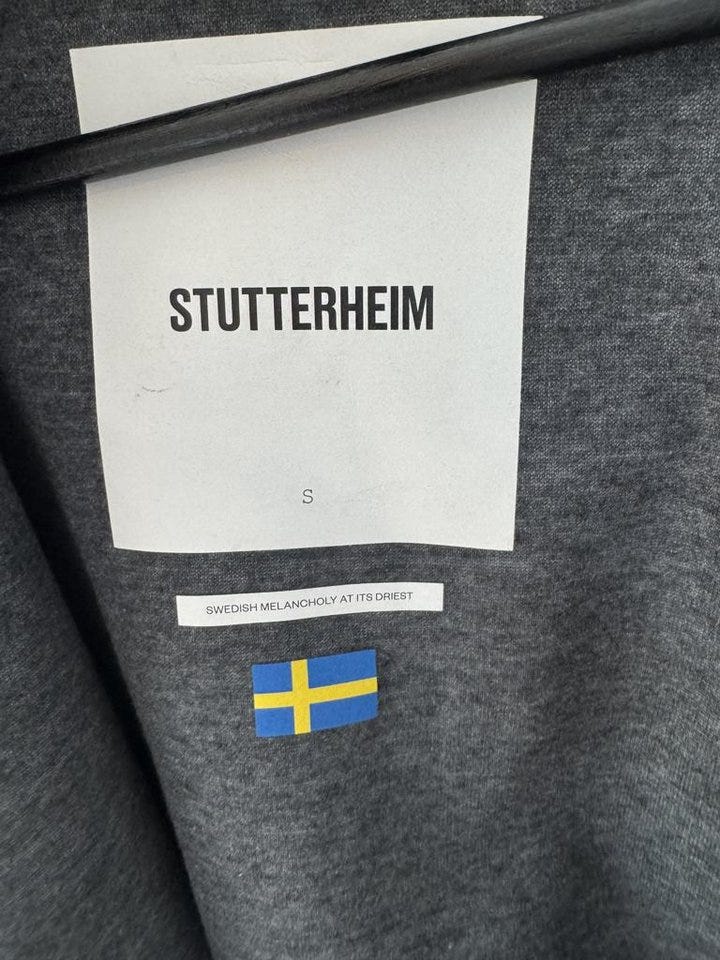 STUTTERHEIM
S
SWEDISH MELANCHOLY AT ITS DRIEST